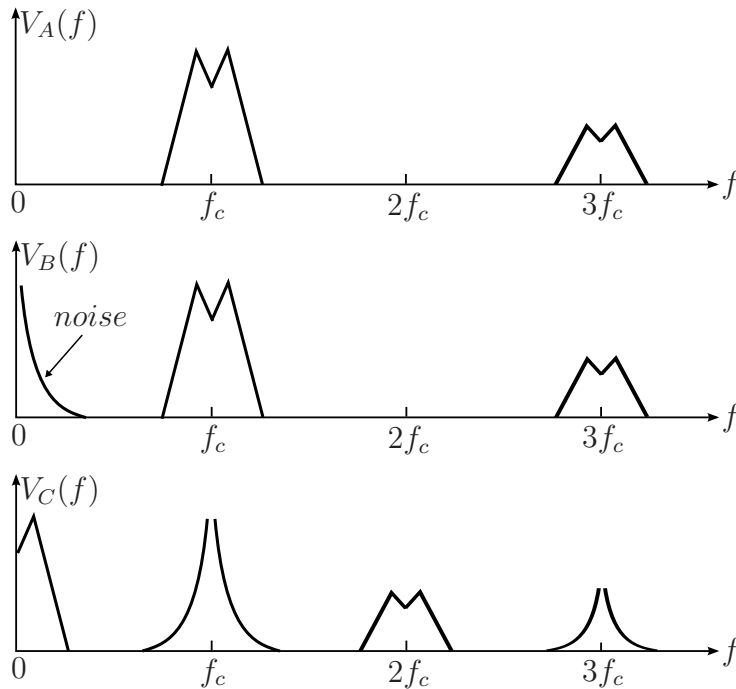 V_A(f)
0 f_c 2f_c 3f_c f
V_B(f)
noise
0 f_c 2f_c 3f_c f
V_C(f)
0 f_c 2f_c 3f_c f